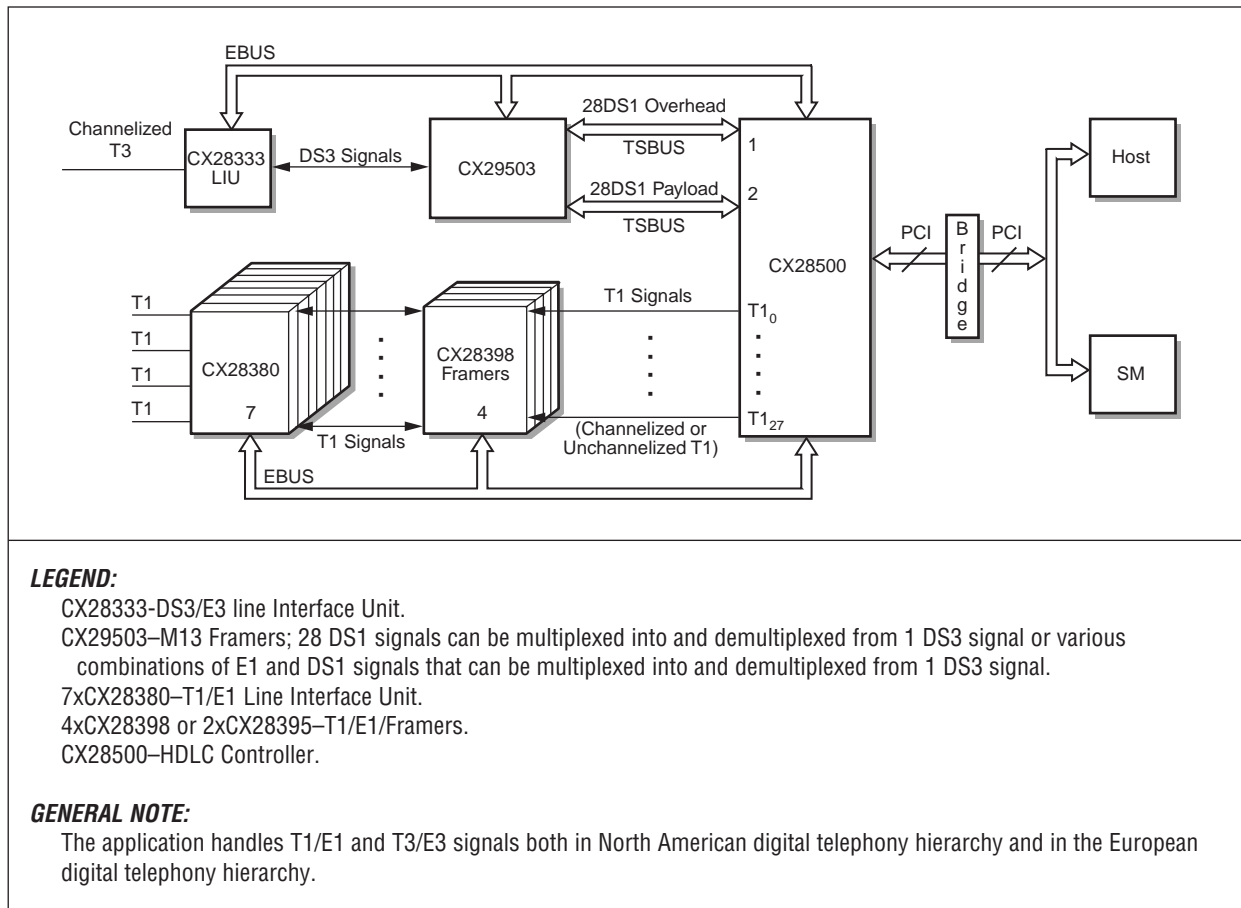 EBUS
Channelized
T3
CX28333
LIU
DS3 Signals
CX29503
28DS1 Overhead
TSBUS
28DS1 Payload
TSBUS
1
2
CX28500
PCI
Bridge
PCI
Host
SM
T1
T1
T1
T1
CX28380
7
T1 Signals
CX28398
Framers
4
T1 Signals
T1₀
T1₂₇
(Channelized or
Unchannelized T1)
EBUS
LEGEND:
CX28333-DS3/E3 line Interface Unit.
CX29503–M13 Framers; 28 DS1 signals can be multiplexed into and demultiplexed from 1 DS3 signal or various
combinations of E1 and DS1 signals that can be multiplexed into and demultiplexed from 1 DS3 signal.
7xCX28380–T1/E1 Line Interface Unit.
4xCX28398 or 2xCX28395–T1/E1/Framers.
CX28500–HDLC Controller.
GENERAL NOTE:
The application handles T1/E1 and T3/E3 signals both in North American digital telephony hierarchy and in the European
digital telephony hierarchy.